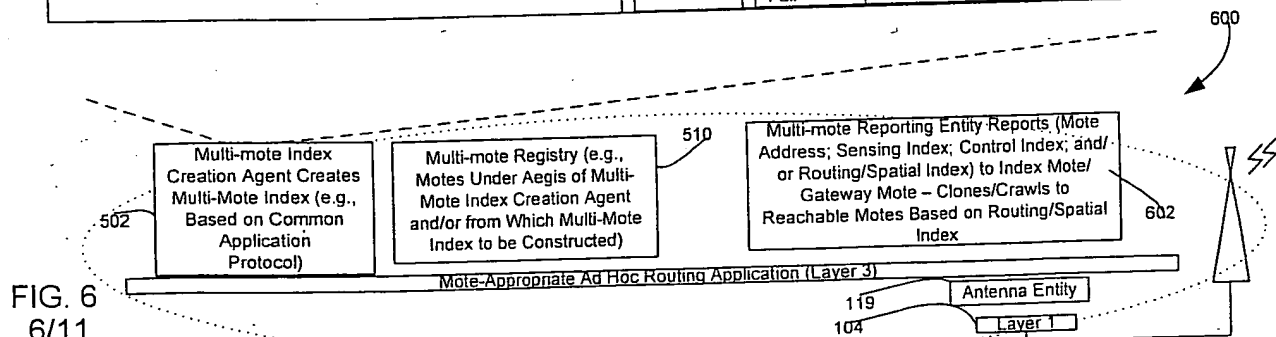 600
Multi-mote Index
Creation Agent Creates
Multi-Mote Index (e.g.,
Based on Common
Application
Protocol)
502
Multi-mote Registry (e.g.,
Motes Under Aegis of Multi-
Mote Index Creation Agent
and/or from Which Multi-Mote
Index to be Constructed)
510
Multi-mote Reporting Entity Reports (Mote
Address; Sensing Index; Control Index; and/
or Routing/Spatial Index) to Index Mote/
Gateway Mote – Clones/Crawls to
Reachable Motes Based on Routing/Spatial
Index
602
Mote-Appropriate Ad Hoc Routing Application (Layer 3)
119
Antenna Entity
104
Layer 1
FIG. 6
6/11